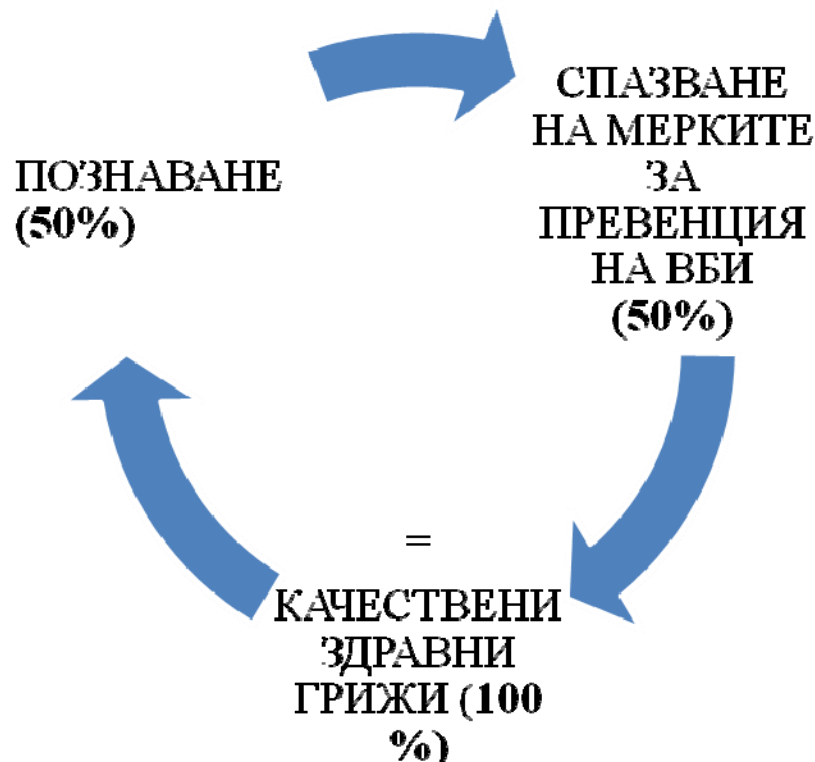 ПОЗНАВАНЕ
(50%)
СПАЗВАНЕ
НА МЕРКИТЕ
ЗА
ПРЕВЕНЦИЯ
НА ВБИ
(50%)
=
КАЧЕСТВЕНИ
ЗДРАВНИ
ГРИЖИ (100
%)